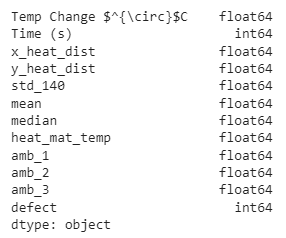 Temp Change $^{\circ}$C float64
Time (s) int64
x_heat_dist float64
y_heat_dist float64
std_140 float64
mean float64
median float64
heat_mat_temp float64
amb_1 float64
amb_2 float64
amb_3 float64
defect int64
dtype: object